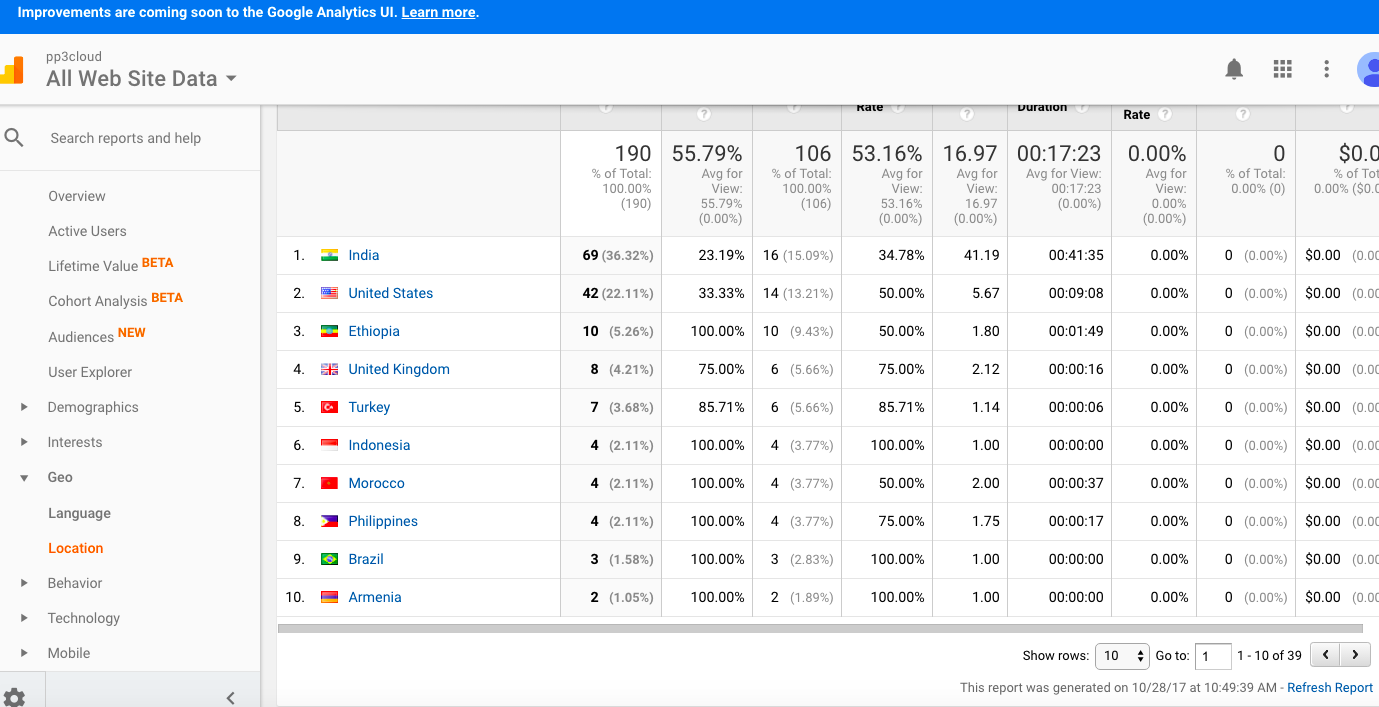 Improvements are coming soon to the Google Analytics UI. Learn more.
pp3cloud
All Web Site Data
Search reports and help
Overview
Active Users
Lifetime Value BETA
Cohort Analysis BETA
Audiences NEW
User Explorer
Demographics
Interests
Geo
Language
Location
Behavior
Technology
Mobile
Rate ? Duration ?
? ? ? ? Rate ? ? ?
190 55.79% 106 53.16% 16.97 00:17:23 0.00% 0 $0.0
% of Total: Avg for % of Total: Avg for Avg for Avg for View: Avg for % of Total: % of Tot
100.00% View: 100.00% View: View: 00:17:23 View: 0.00% (0) 0.00% ($0.0
(190) 55.79% (106) 53.16% 16.97 (0.00%) 0.00%
(0.00%) (0.00%) (0.00%) (0.00%)
1. India 69 (36.32%) 23.19% 16 (15.09%) 34.78% 41.19 00:41:35 0.00% 0 (0.00%) $0.00 (0.00
2. United States 42 (22.11%) 33.33% 14 (13.21%) 50.00% 5.67 00:09:08 0.00% 0 (0.00%) $0.00 (0.00
3. Ethiopia 10 (5.26%) 100.00% 10 (9.43%) 50.00% 1.80 00:01:49 0.00% 0 (0.00%) $0.00 (0.00
4. United Kingdom 8 (4.21%) 75.00% 6 (5.66%) 75.00% 2.12 00:00:16 0.00% 0 (0.00%) $0.00 (0.00
5. Turkey 7 (3.68%) 85.71% 6 (5.66%) 85.71% 1.14 00:00:06 0.00% 0 (0.00%) $0.00 (0.00
6. Indonesia 4 (2.11%) 100.00% 4 (3.77%) 100.00% 1.00 00:00:00 0.00% 0 (0.00%) $0.00 (0.00
7. Morocco 4 (2.11%) 100.00% 4 (3.77%) 50.00% 2.00 00:00:37 0.00% 0 (0.00%) $0.00 (0.00
8. Philippines 4 (2.11%) 100.00% 4 (3.77%) 75.00% 1.75 00:00:17 0.00% 0 (0.00%) $0.00 (0.00
9. Brazil 3 (1.58%) 100.00% 3 (2.83%) 100.00% 1.00 00:00:00 0.00% 0 (0.00%) $0.00 (0.00
10. Armenia 2 (1.05%) 100.00% 2 (1.89%) 100.00% 1.00 00:00:00 0.00% 0 (0.00%) $0.00 (0.00
Show rows: 10 Go to: 1 1 - 10 of 39
This report was generated on 10/28/17 at 10:49:39 AM - Refresh Report